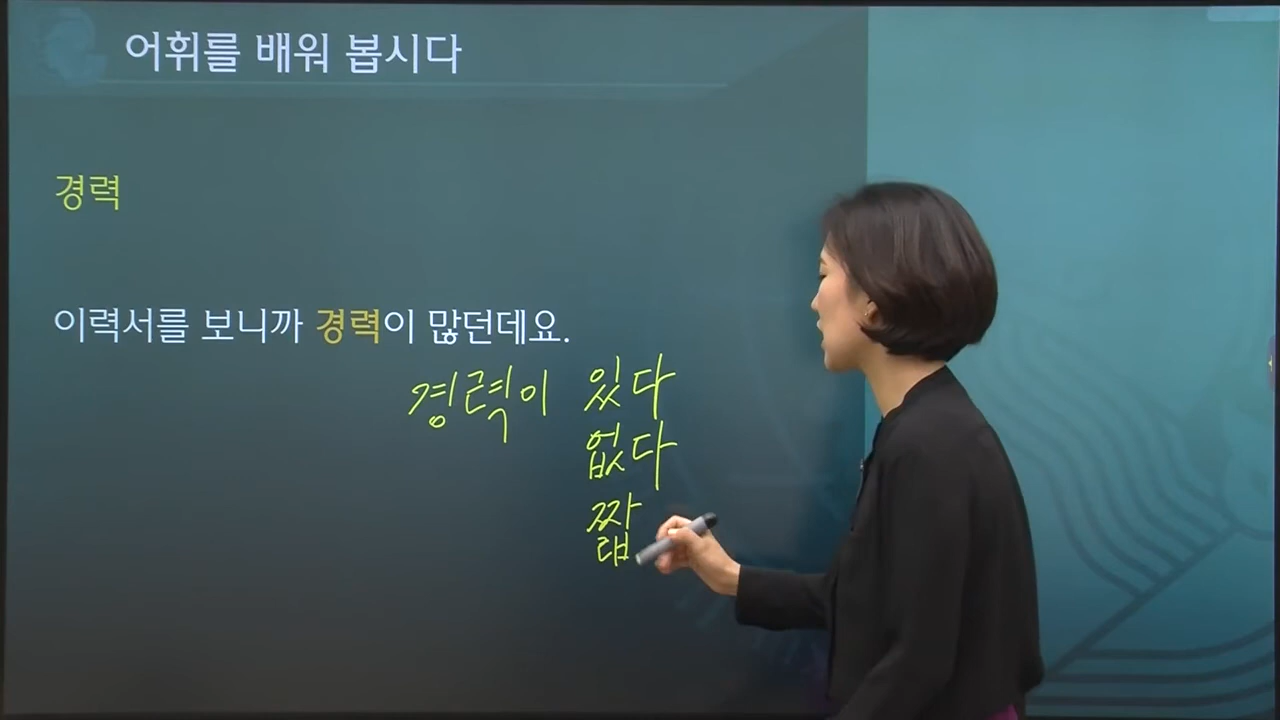 어휘를 배워 봅시다
경력
이력서를 보니까 경력이 많던데요.
경력이 있다
없다
짧